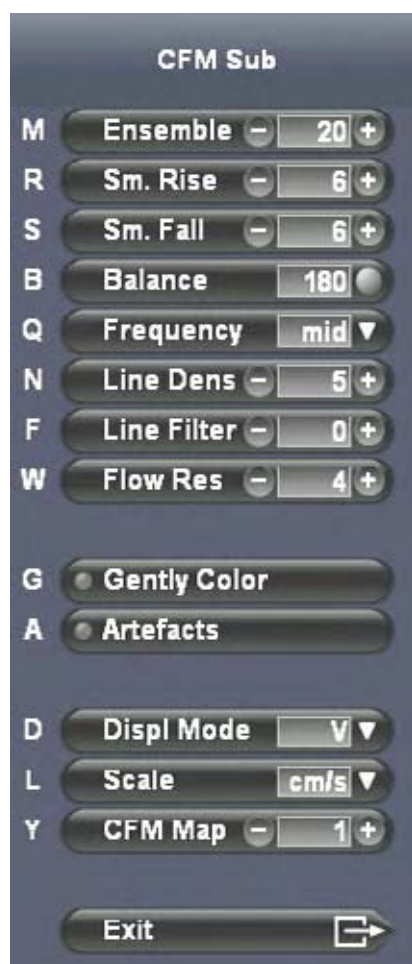 CFM Sub
M Ensemble − 20 +
R Sm. Rise − 6 +
S Sm. Fall − 6 +
B Balance 180
Q Frequency mid ▼
N Line Dens − 5 +
F Line Filter − 0 +
W Flow Res − 4 +
G Gently Color
A Artefacts
D Displ Mode V ▼
L Scale cm/s ▼
Y CFM Map − 1 +
Exit